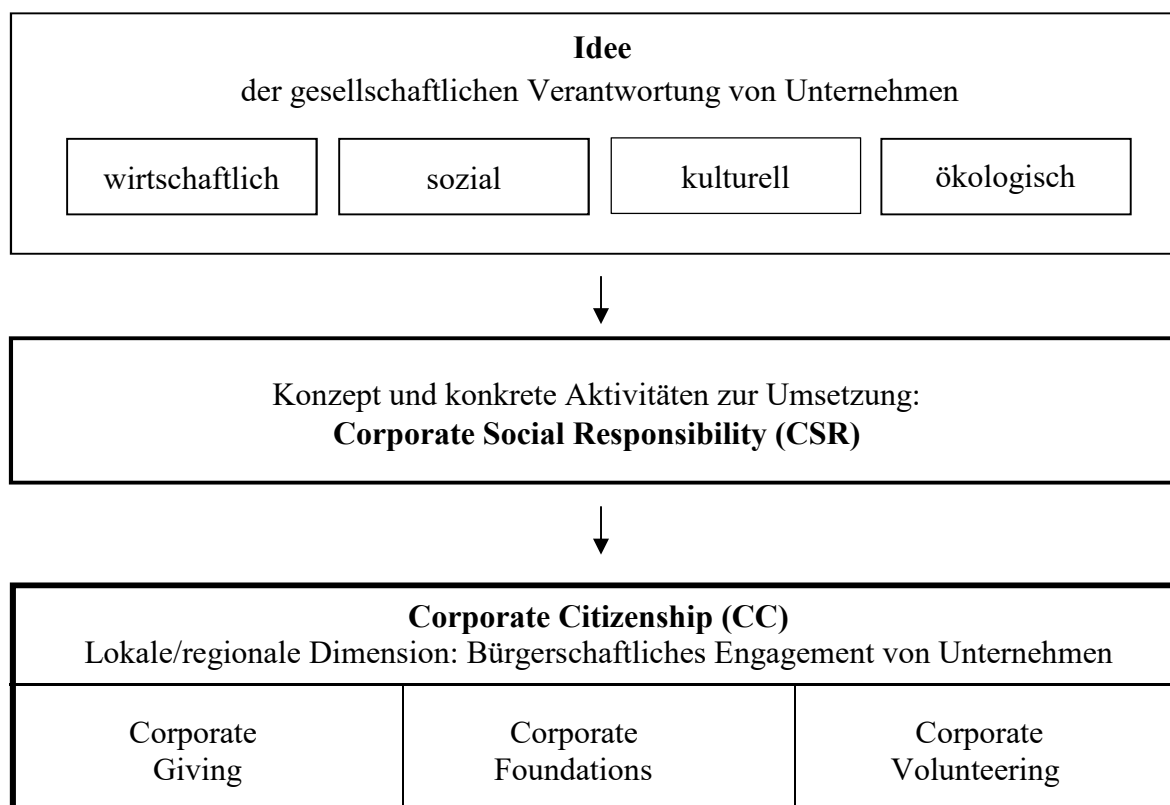 Idee
der gesellschaftlichen Verantwortung von Unternehmen
wirtschaftlich
sozial
kulturell
ökologisch
Konzept und konkrete Aktivitäten zur Umsetzung:
Corporate Social Responsibility (CSR)
Corporate Citizenship (CC)
Lokale/regionale Dimension: Bürgerschaftliches Engagement von Unternehmen
Corporate
Giving
Corporate
Foundations
Corporate
Volunteering